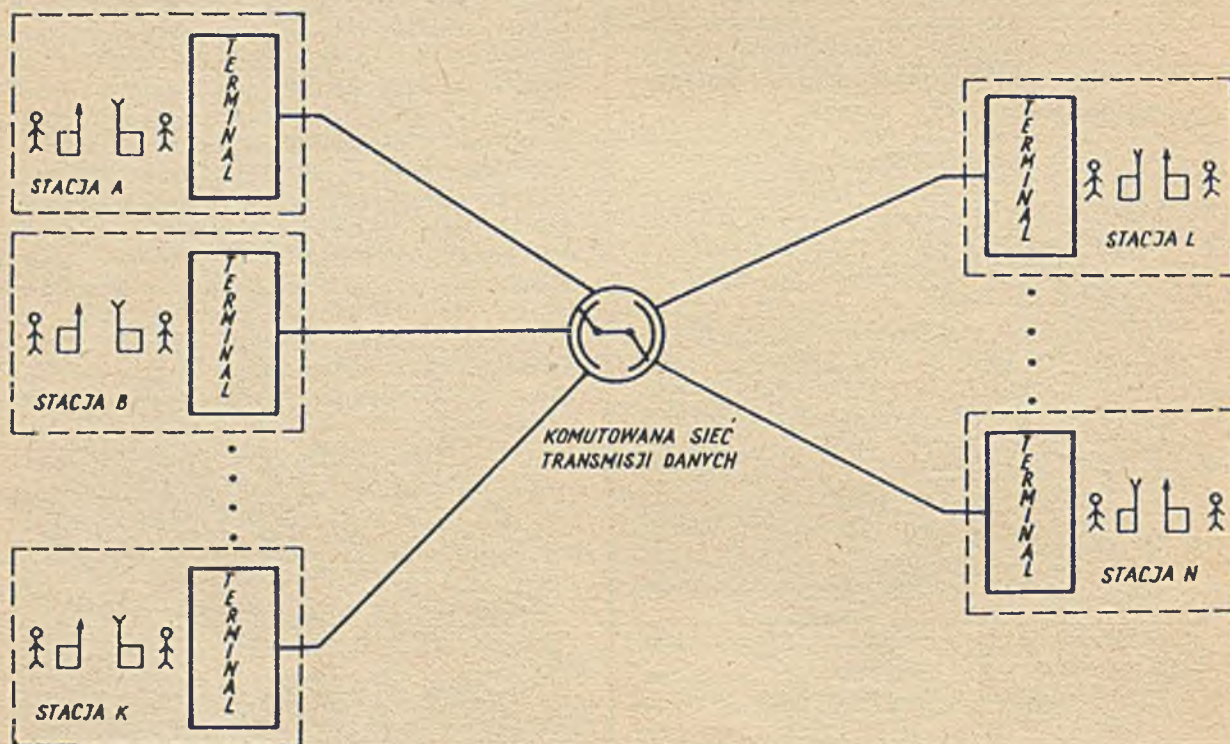 TERMINAL
STACJA A
TERMINAL
STACJA B
TERMINAL
STACJA K
KOMUTOWANA SIEĆ
TRANSMISJI DANYCH
TERMINAL
STACJA L
TERMINAL
STACJA N